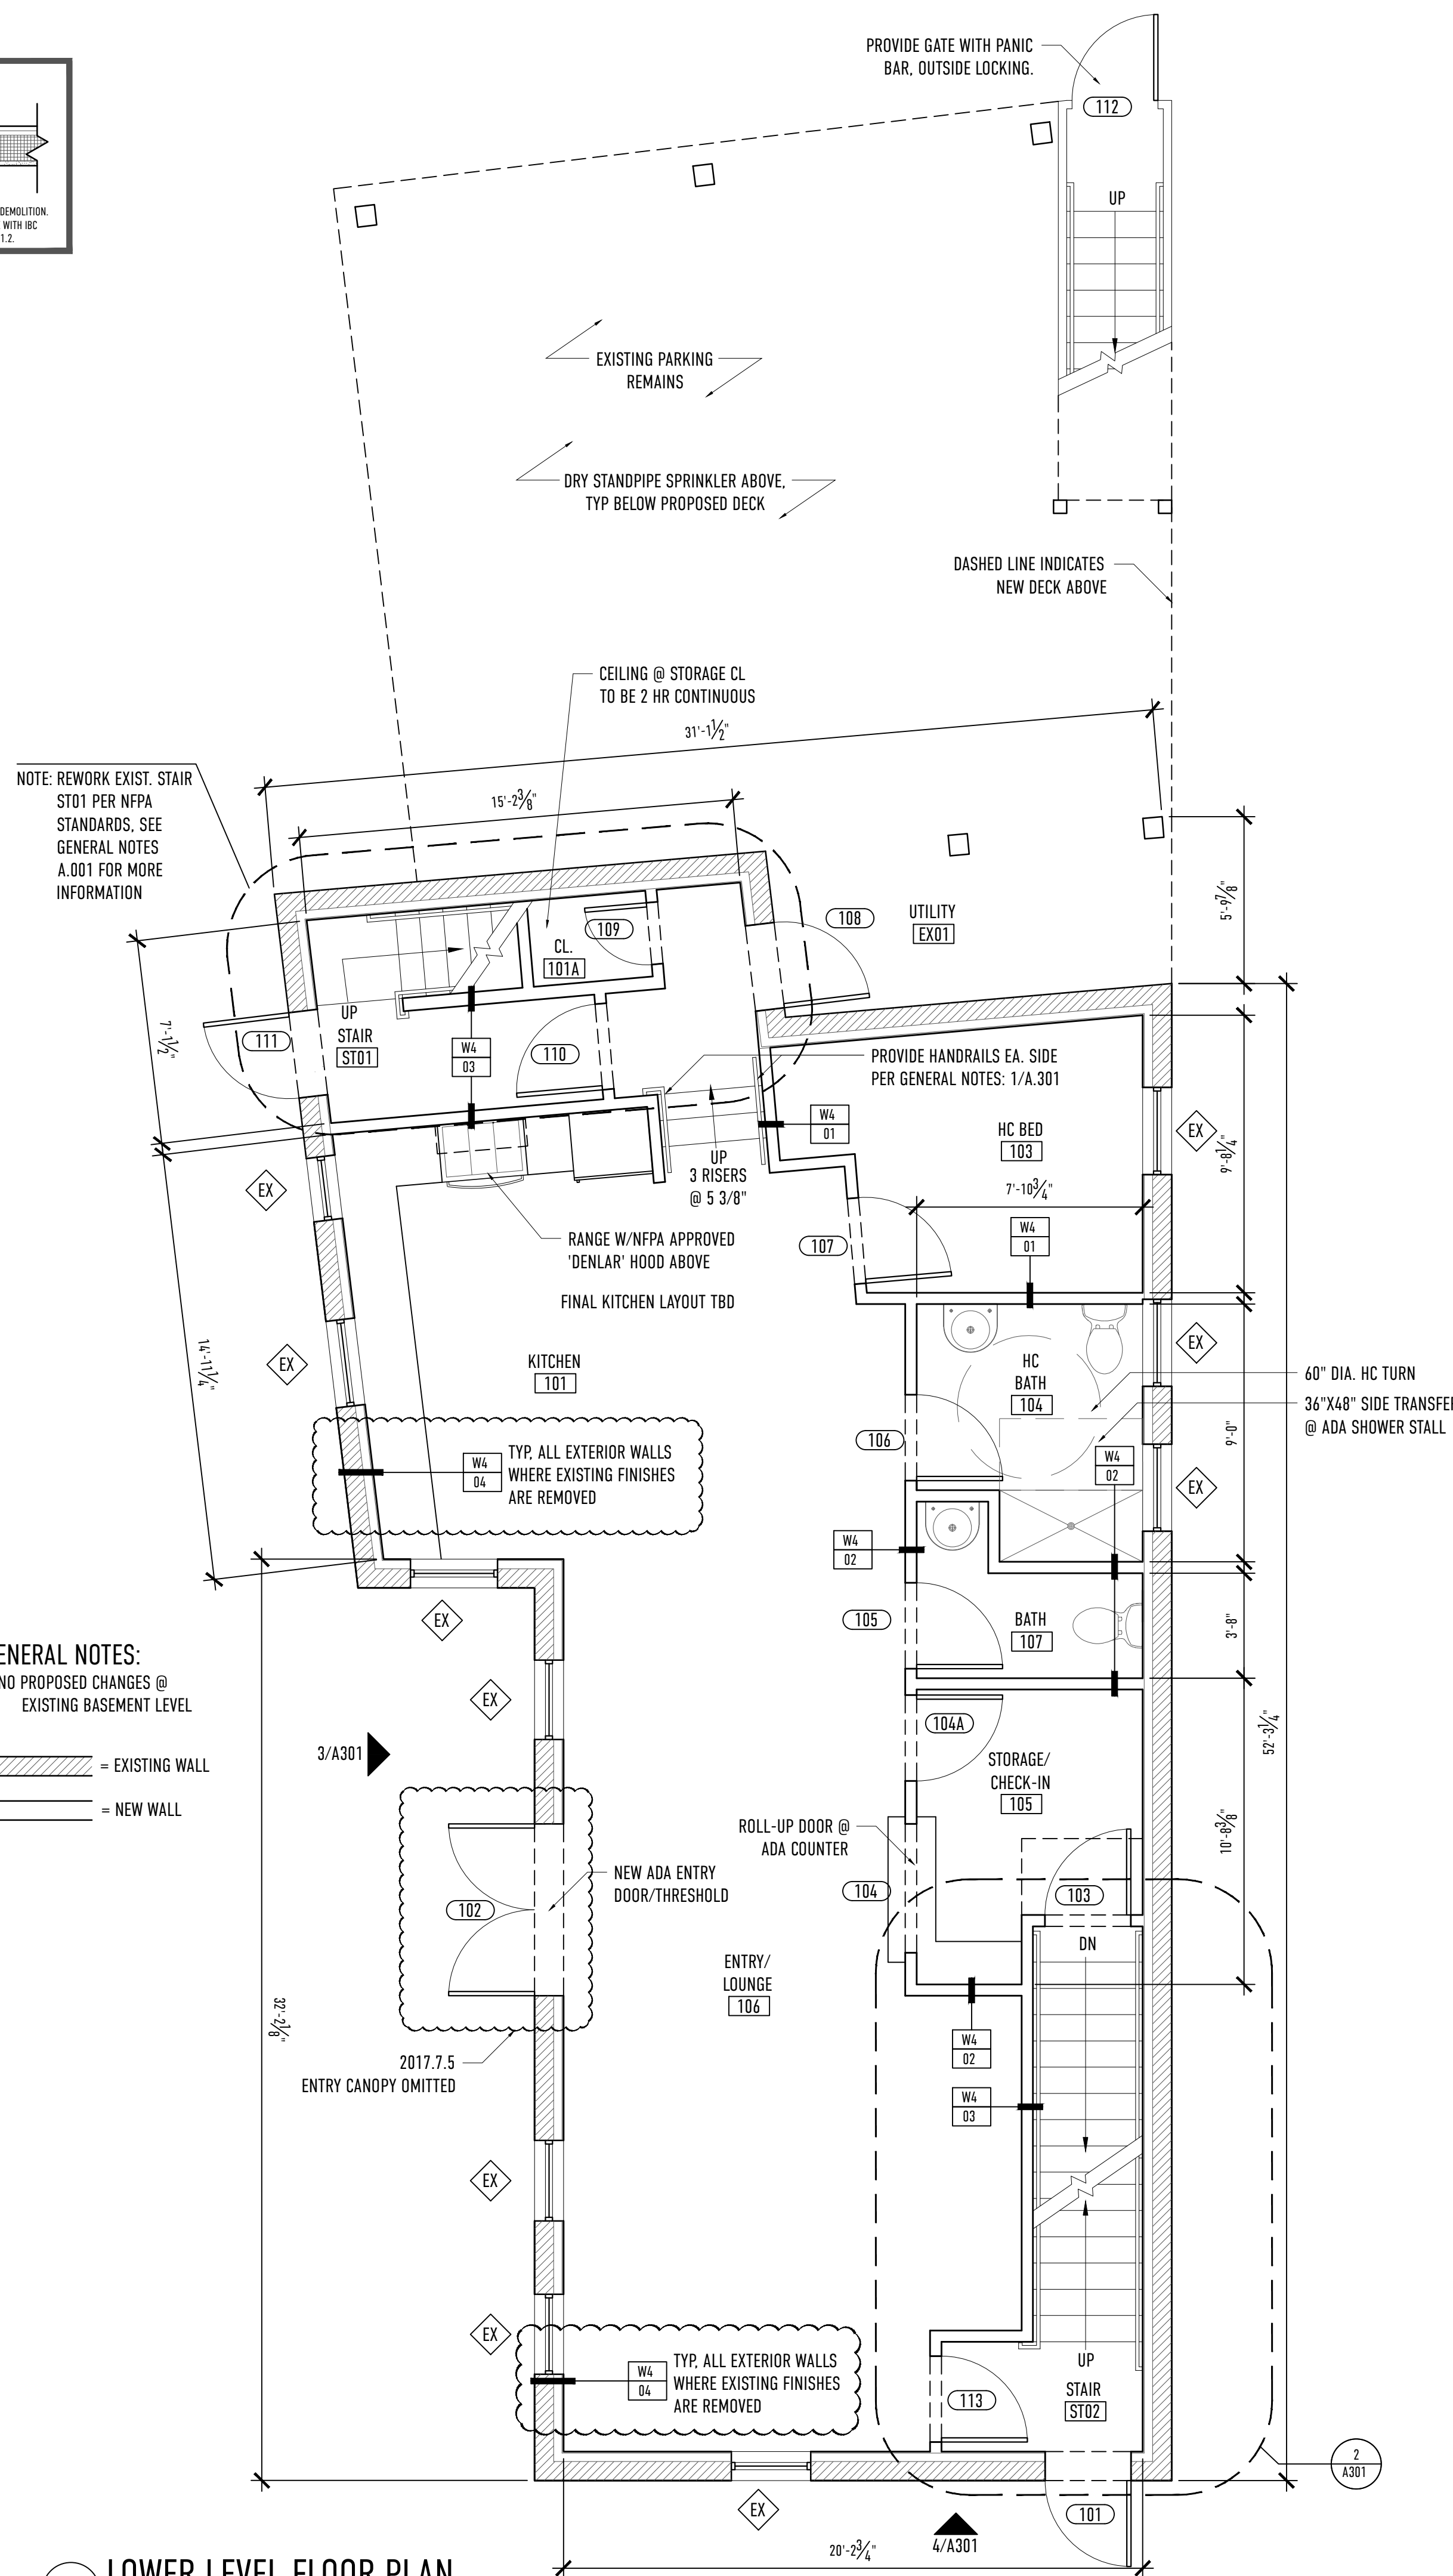 PROVIDE GATE WITH PANIC
BAR, OUTSIDE LOCKING.
112
UP
DEMOLITION.
WITH IBC
1.2.
EXISTING PARKING
REMAINS
DRY STANDPIPE SPRINKLER ABOVE,
TYP BELOW PROPOSED DECK
DASHED LINE INDICATES
NEW DECK ABOVE
CEILING @ STORAGE CL
TO BE 2 HR CONTINUOUS
31'-1½"
15'-2⅜"
NOTE: REWORK EXIST. STAIR
ST01 PER NFPA
STANDARDS, SEE
GENERAL NOTES
A.001 FOR MORE
INFORMATION
5'-9⅞"
108
UTILITY
EX01
109
CL.
101A
7'-1½"
111
UP
STAIR
ST01
W4
03
110
PROVIDE HANDRAILS EA. SIDE
PER GENERAL NOTES: 1/A.301
W4
01
HC BED
103
EX
9'-8¼"
UP
3 RISERS
@ 5 3/8"
7'-10¾"
EX
RANGE W/NFPA APPROVED
'DENLAR' HOOD ABOVE
107
W4
01
FINAL KITCHEN LAYOUT TBD
14'-11¼"
EX
KITCHEN
101
HC
BATH
104
EX
60" DIA. HC TURN
36"X48" SIDE TRANSFE
@ ADA SHOWER STALL
9'-0"
106
W4
04
TYP, ALL EXTERIOR WALLS
WHERE EXISTING FINISHES
ARE REMOVED
W4
02
EX
W4
02
EX
105
BATH
107
3'-8"
ENERAL NOTES:
NO PROPOSED CHANGES @
EXISTING BASEMENT LEVEL
EX
= EXISTING WALL
= NEW WALL
3/A301
104A
STORAGE/
CHECK-IN
105
52'-3¼"
10'-8⅜"
ROLL-UP DOOR @
ADA COUNTER
NEW ADA ENTRY
DOOR/THRESHOLD
102
104
103
DN
ENTRY/
LOUNGE
106
32'-2⅛"
2017.7.5
ENTRY CANOPY OMITTED
W4
02
W4
03
EX
EX
W4
04
TYP, ALL EXTERIOR WALLS
WHERE EXISTING FINISHES
ARE REMOVED
UP
STAIR
ST02
113
2
A301
EX
101
4/A301
20'-2¾"
LOWER LEVEL FLOOR PLAN